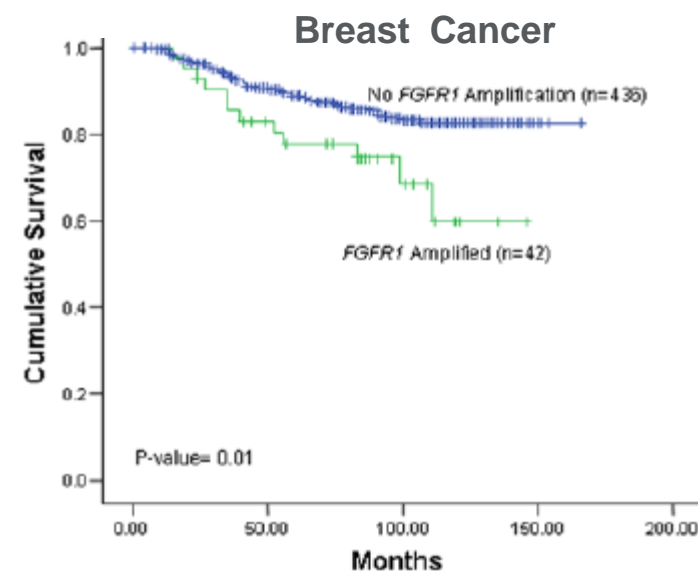 Breast Cancer
1.0
No FGFR1 Amplification (n=436)
0.8
0.6
FGFR1 Amplified (n=42)
0.4
0.2
P-value= 0.01
0.0
Cumulative Survival
0.00 50.00 100.00 150.00 200.00
Months